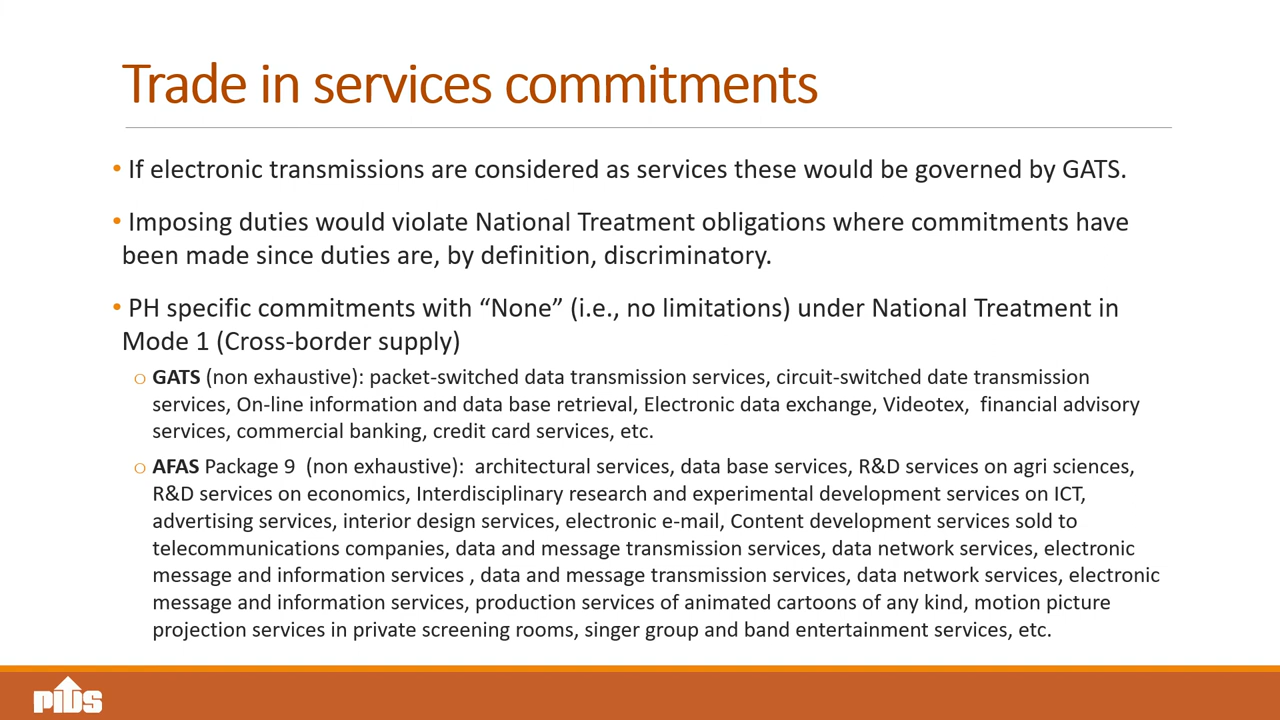 Trade in services commitments
• If electronic transmissions are considered as services these would be governed by GATS.
• Imposing duties would violate National Treatment obligations where commitments have
been made since duties are, by definition, discriminatory.
• PH specific commitments with “None” (i.e., no limitations) under National Treatment in
Mode 1 (Cross-border supply)
o GATS (non exhaustive): packet-switched data transmission services, circuit-switched date transmission
services, On-line information and data base retrieval, Electronic data exchange, Videotex, financial advisory
services, commercial banking, credit card services, etc.
o AFAS Package 9 (non exhaustive): architectural services, data base services, R&D services on agri sciences,
R&D services on economics, Interdisciplinary research and experimental development services on ICT,
advertising services, interior design services, electronic e-mail, Content development services sold to
telecommunications companies, data and message transmission services, data network services, electronic
message and information services , data and message transmission services, data network services, electronic
message and information services, production services of animated cartoons of any kind, motion picture
projection services in private screening rooms, singer group and band entertainment services, etc.
PIDS